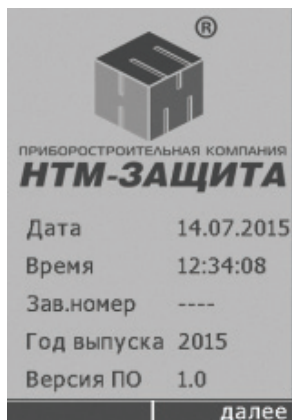 ®
ПРИБОРОСТРОИТЕЛЬНАЯ КОМПАНИЯ
НТМ-ЗАЩИТА
Дата 14.07.2015
Время 12:34:08
Зав.номер ----
Год выпуска 2015
Версия ПО 1.0
далее